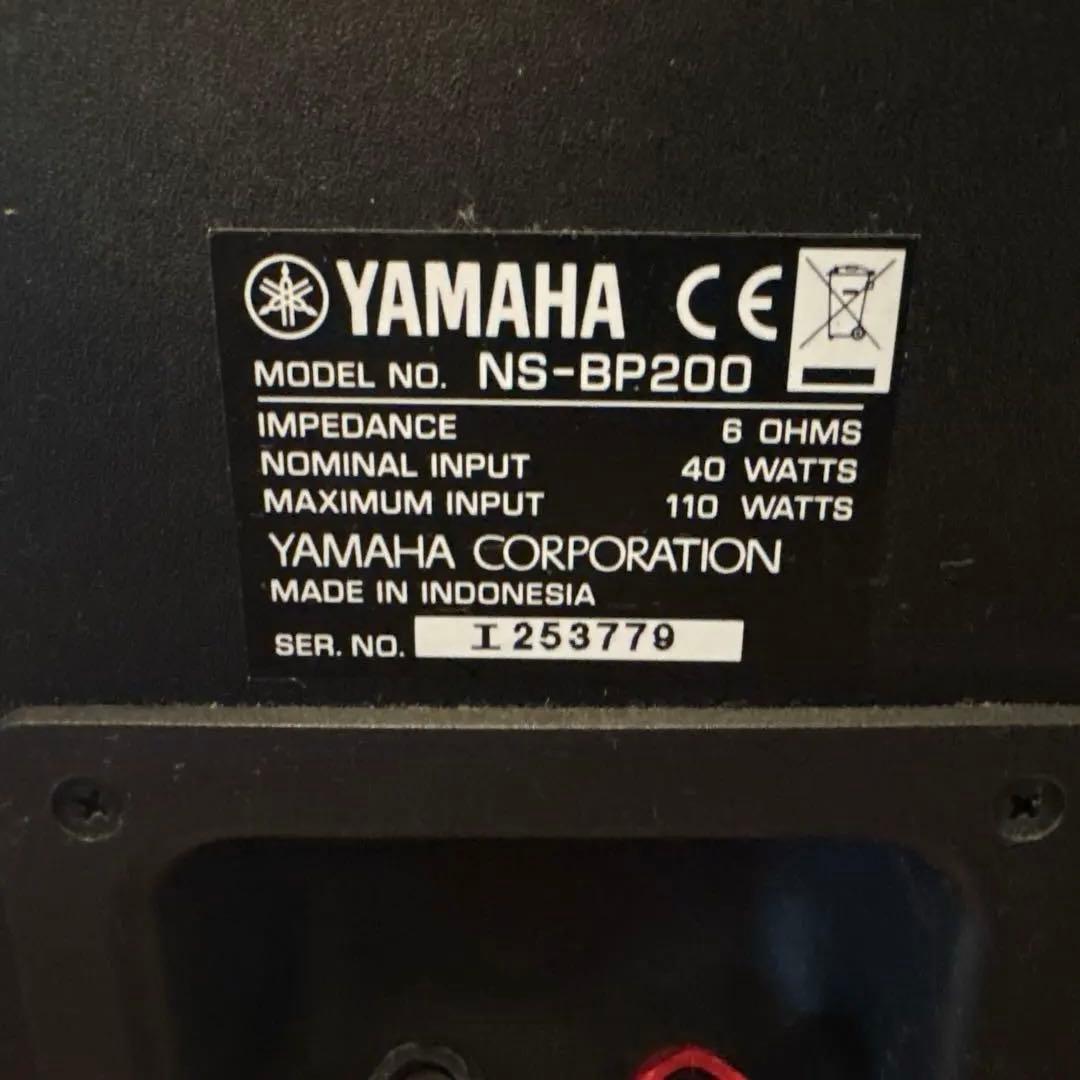 YAMAHA CE
MODEL NO. NS-BP200
IMPEDANCE 6 OHMS
NOMINAL INPUT 40 WATTS
MAXIMUM INPUT 110 WATTS
YAMAHA CORPORATION
MADE IN INDONESIA
SER. NO. I253779